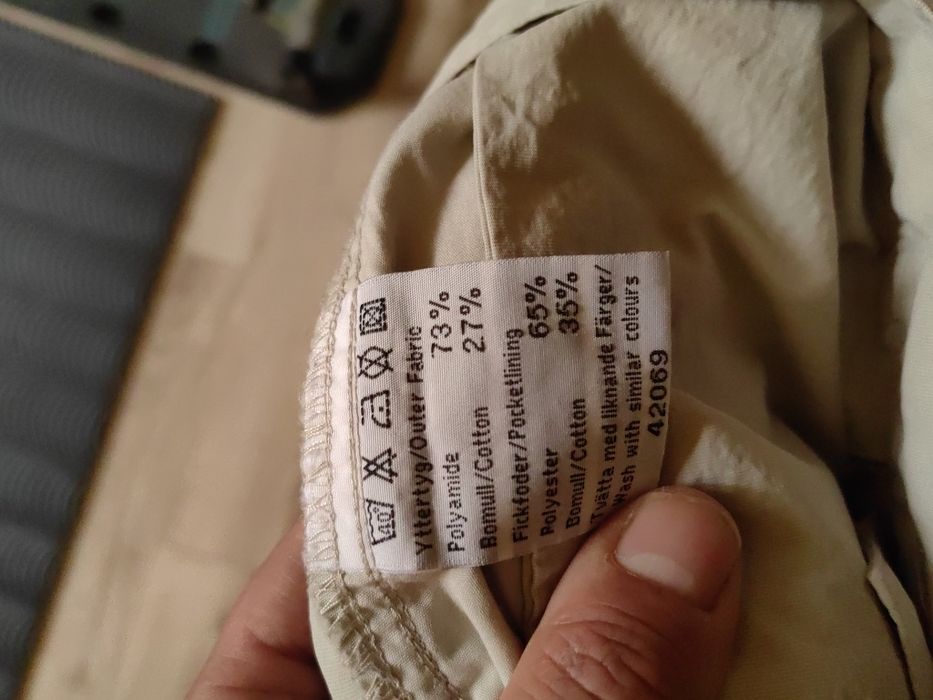 40
Yttertyg/Outer Fabric
Polyamide 73%
Bomull/Cotton 27%
Fickfoder/Pocketlining
Polyester 65%
Bomull/Cotton 35%
Tvätta med liknande Färger/
Wash with similar colours
42069